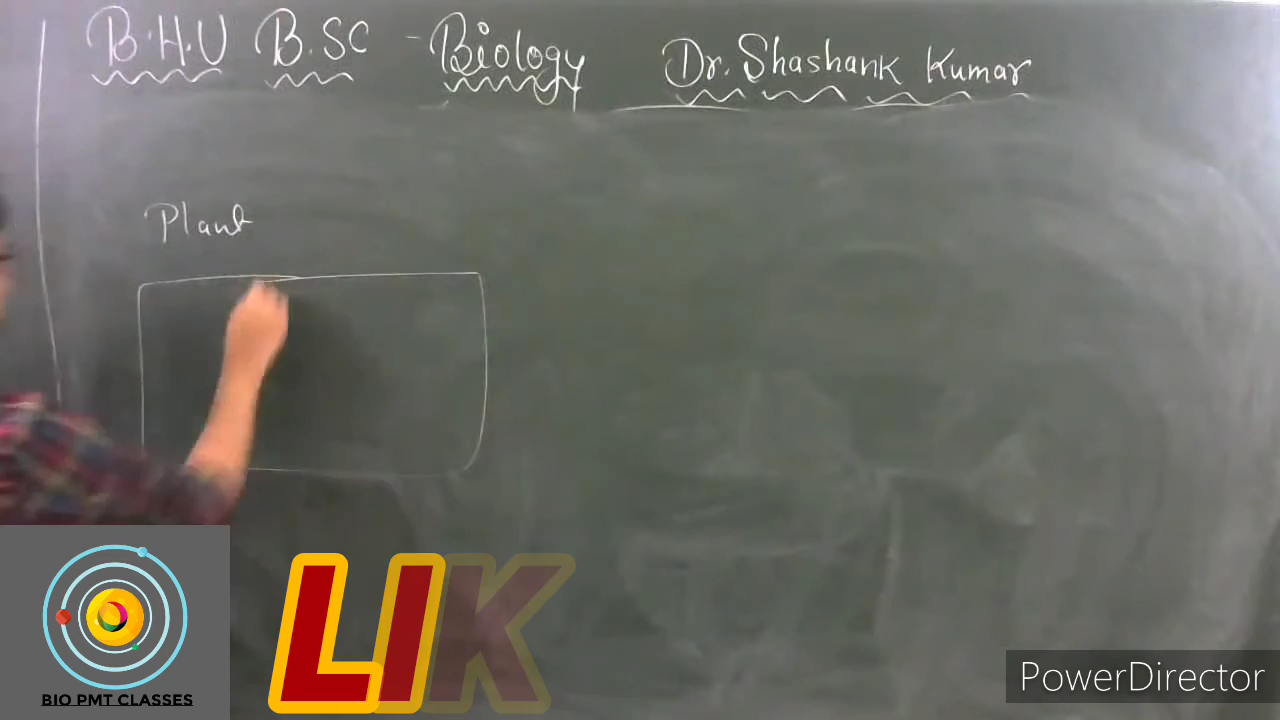 B.H.U B.SC - Biology Dr. Shashank Kumar
Plant
BIO PMT CLASSES
LIK
PowerDirector